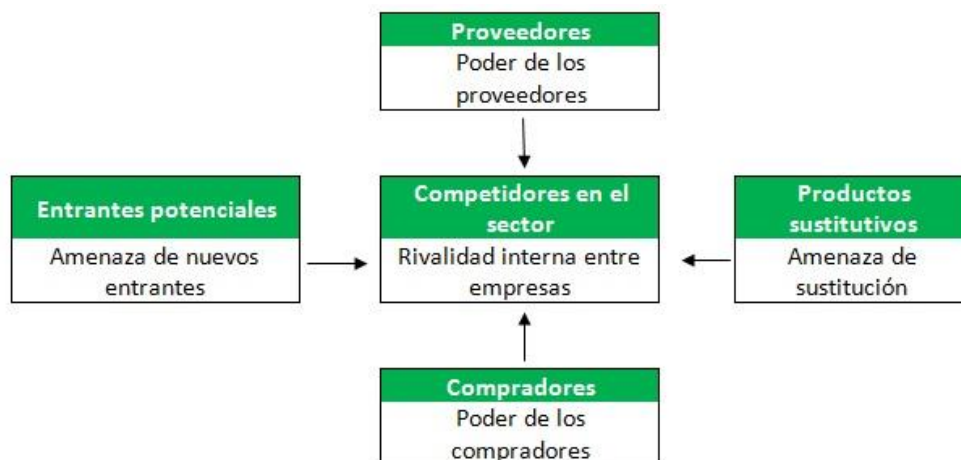 Proveedores
Poder de los
proveedores
Entrantes potenciales
Amenaza de nuevos
entrantes
Competidores en el
sector
Rivalidad interna entre
empresas
Productos
sustitutivos
Amenaza de
sustitución
Compradores
Poder de los
compradores